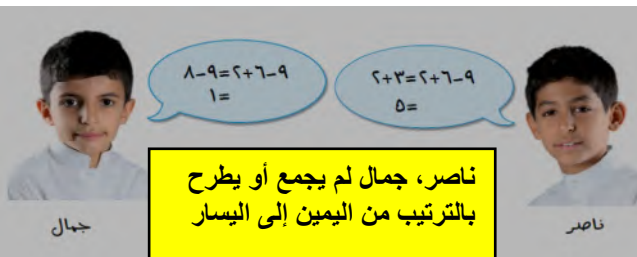 ٩-٦+٢=٣+٢
=٥
٩-٦+٢=٩-٨
=١
ناصر، جمال لم يجمع أو يطرح
بالترتيب من اليمين إلى اليسار
ناصر
جمال